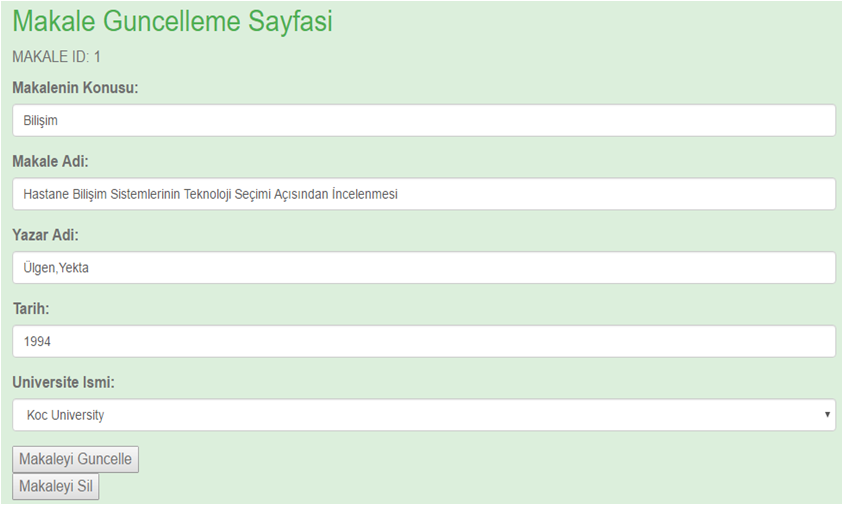 Makale Guncelleme Sayfasi
MAKALE ID: 1
Makalenin Konusu:
Bilişim
Makale Adi:
Hastane Bilişim Sistemlerinin Teknoloji Seçimi Açısından İncelenmesi
Yazar Adi:
Ülgen,Yekta
Tarih:
1994
Universite Ismi:
Koc University
Makaleyi Guncelle
Makaleyi Sil